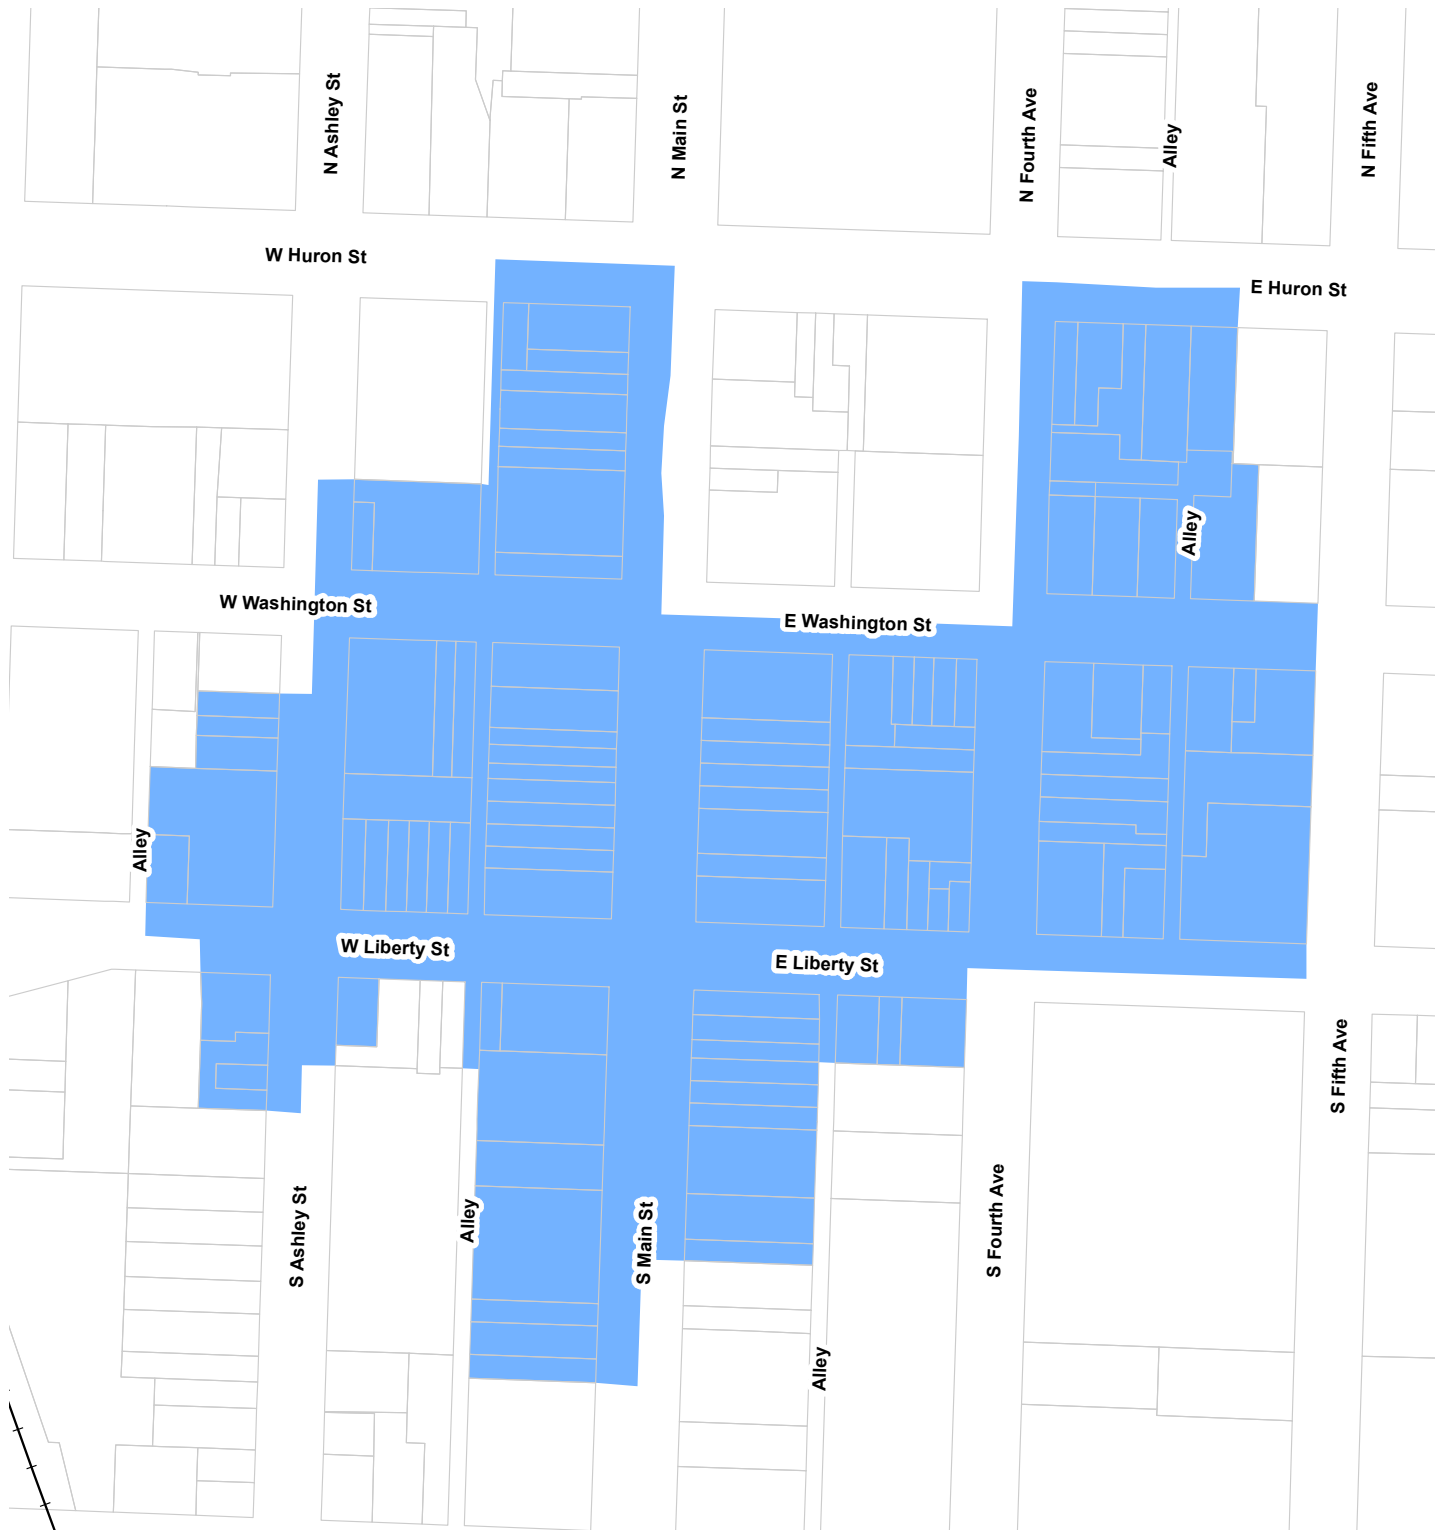 N Ashley St
N Main St
N Fourth Ave
Alley
N Fifth Ave
W Huron St
E Huron St
Alley
W Washington St
E Washington St
Alley
W Liberty St
E Liberty St
S Fifth Ave
S Ashley St
Alley
S Main St
S Fourth Ave
Alley